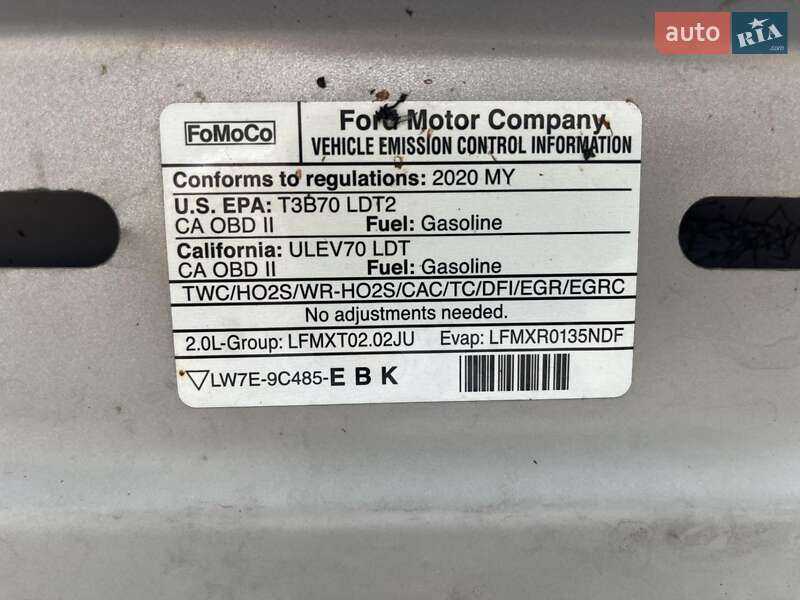 auto RIA .com
FoMoCo
Ford Motor Company
VEHICLE EMISSION CONTROL INFORMATION
Conforms to regulations: 2020 MY
U.S. EPA: T3B70 LDT2
CA OBD II Fuel: Gasoline
California: ULEV70 LDT
CA OBD II Fuel: Gasoline
TWC/HO2S/WR-HO2S/CAC/TC/DFI/EGR/EGRC
No adjustments needed.
2.0L-Group: LFMXT02.02JU Evap: LFMXR0135NDF
LW7E-9C485-EBK